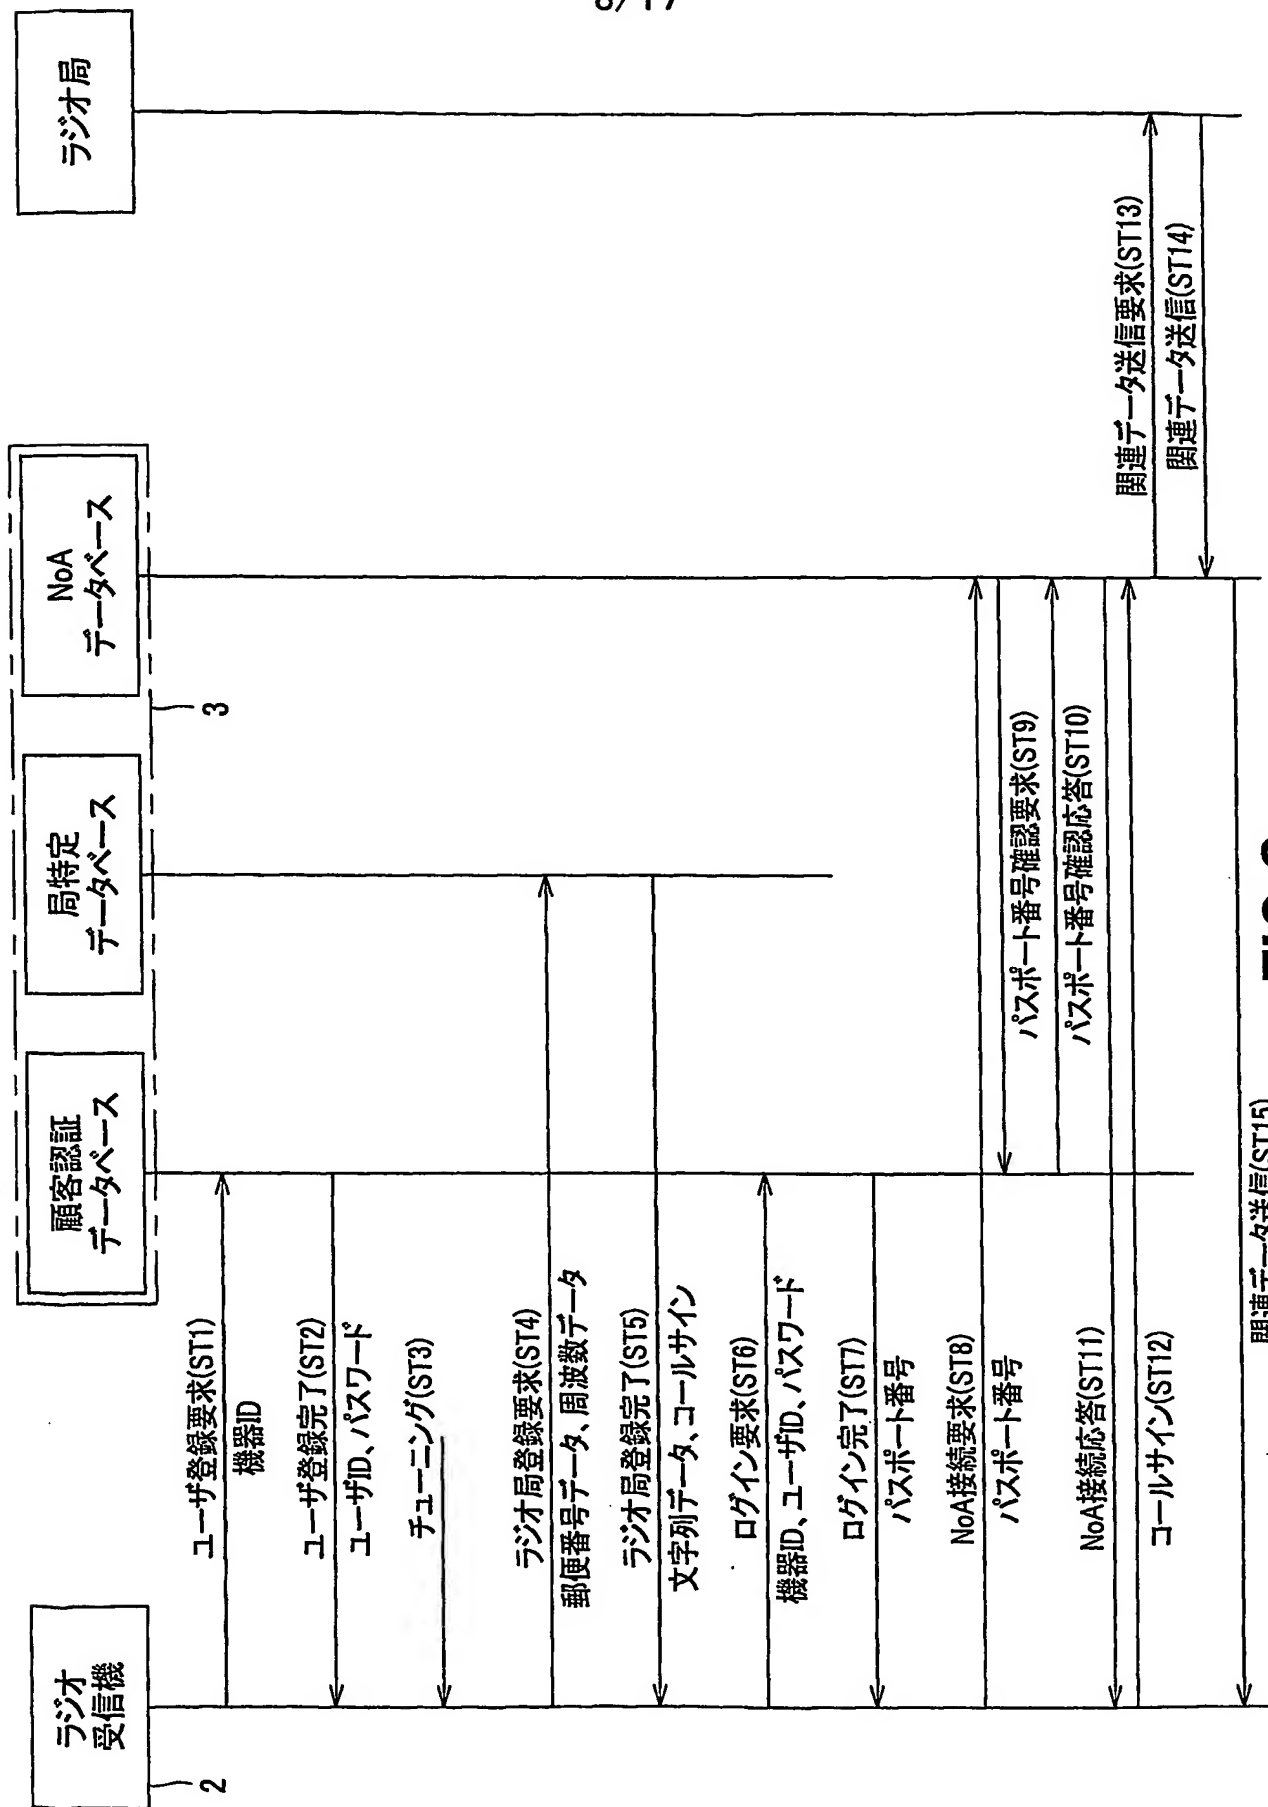 ラジオ
受信機
2
顧客認証
データベース
局特定
データベース
NoA
データベース
3
ラジオ局
ユーザ登録要求(ST1)
機器ID
ユーザ登録完了(ST2)
ユーザID、パスワード
チューニング(ST3)
ラジオ局登録要求(ST4)
郵便番号データ、周波数データ
ラジオ局登録完了(ST5)
文字列データ、コールサイン
ログイン要求(ST6)
機器ID、ユーザID、パスワード
ログイン完了(ST7)
パスポート番号
NoA接続要求(ST8)
パスポート番号
パスポート番号確認要求(ST9)
パスポート番号確認応答(ST10)
NoA接続応答(ST11)
コールサイン(ST12)
関連データ送信要求(ST13)
関連データ送信(ST14)
関連データ送信(ST15)